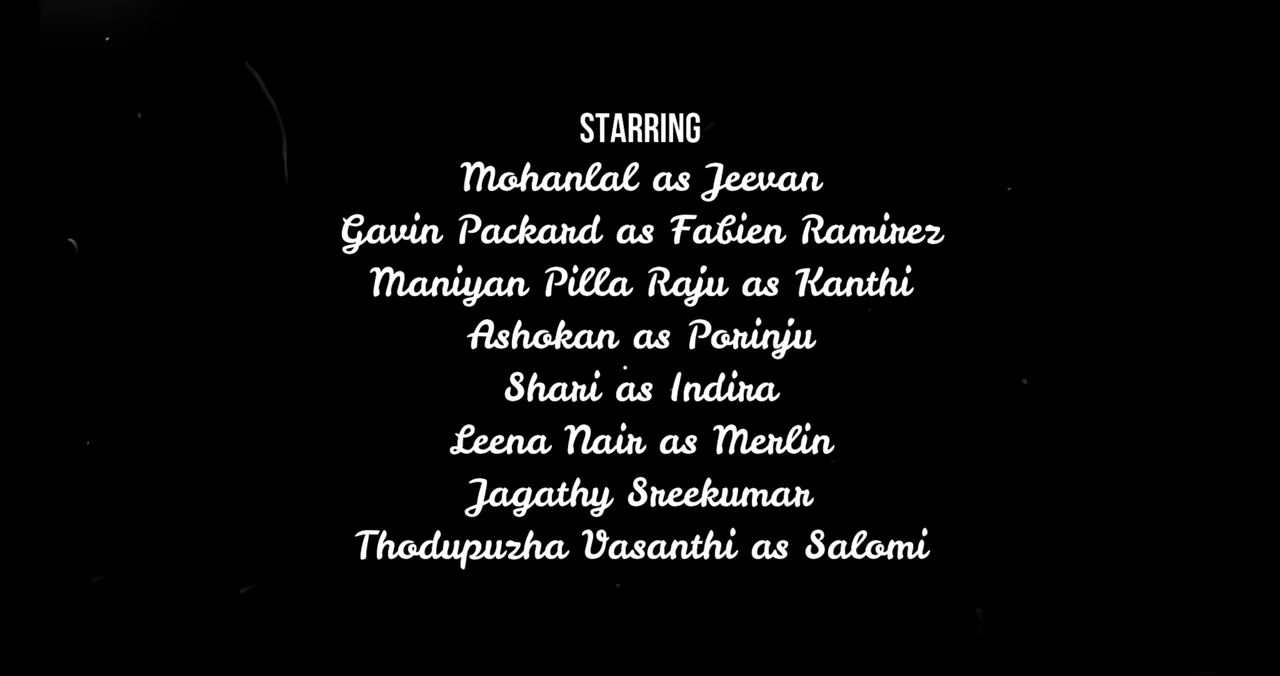 STARRING
Mohanlal as Jeevan
Gavin Packard as Fabien Ramirez
Maniyan Pilla Raju as Kanthi
Ashokan as Porinju
Shari as Indira
Leena Nair as Merlin
Jagathy Sreekumar
Thodupuzha Vasanthi as Salomi